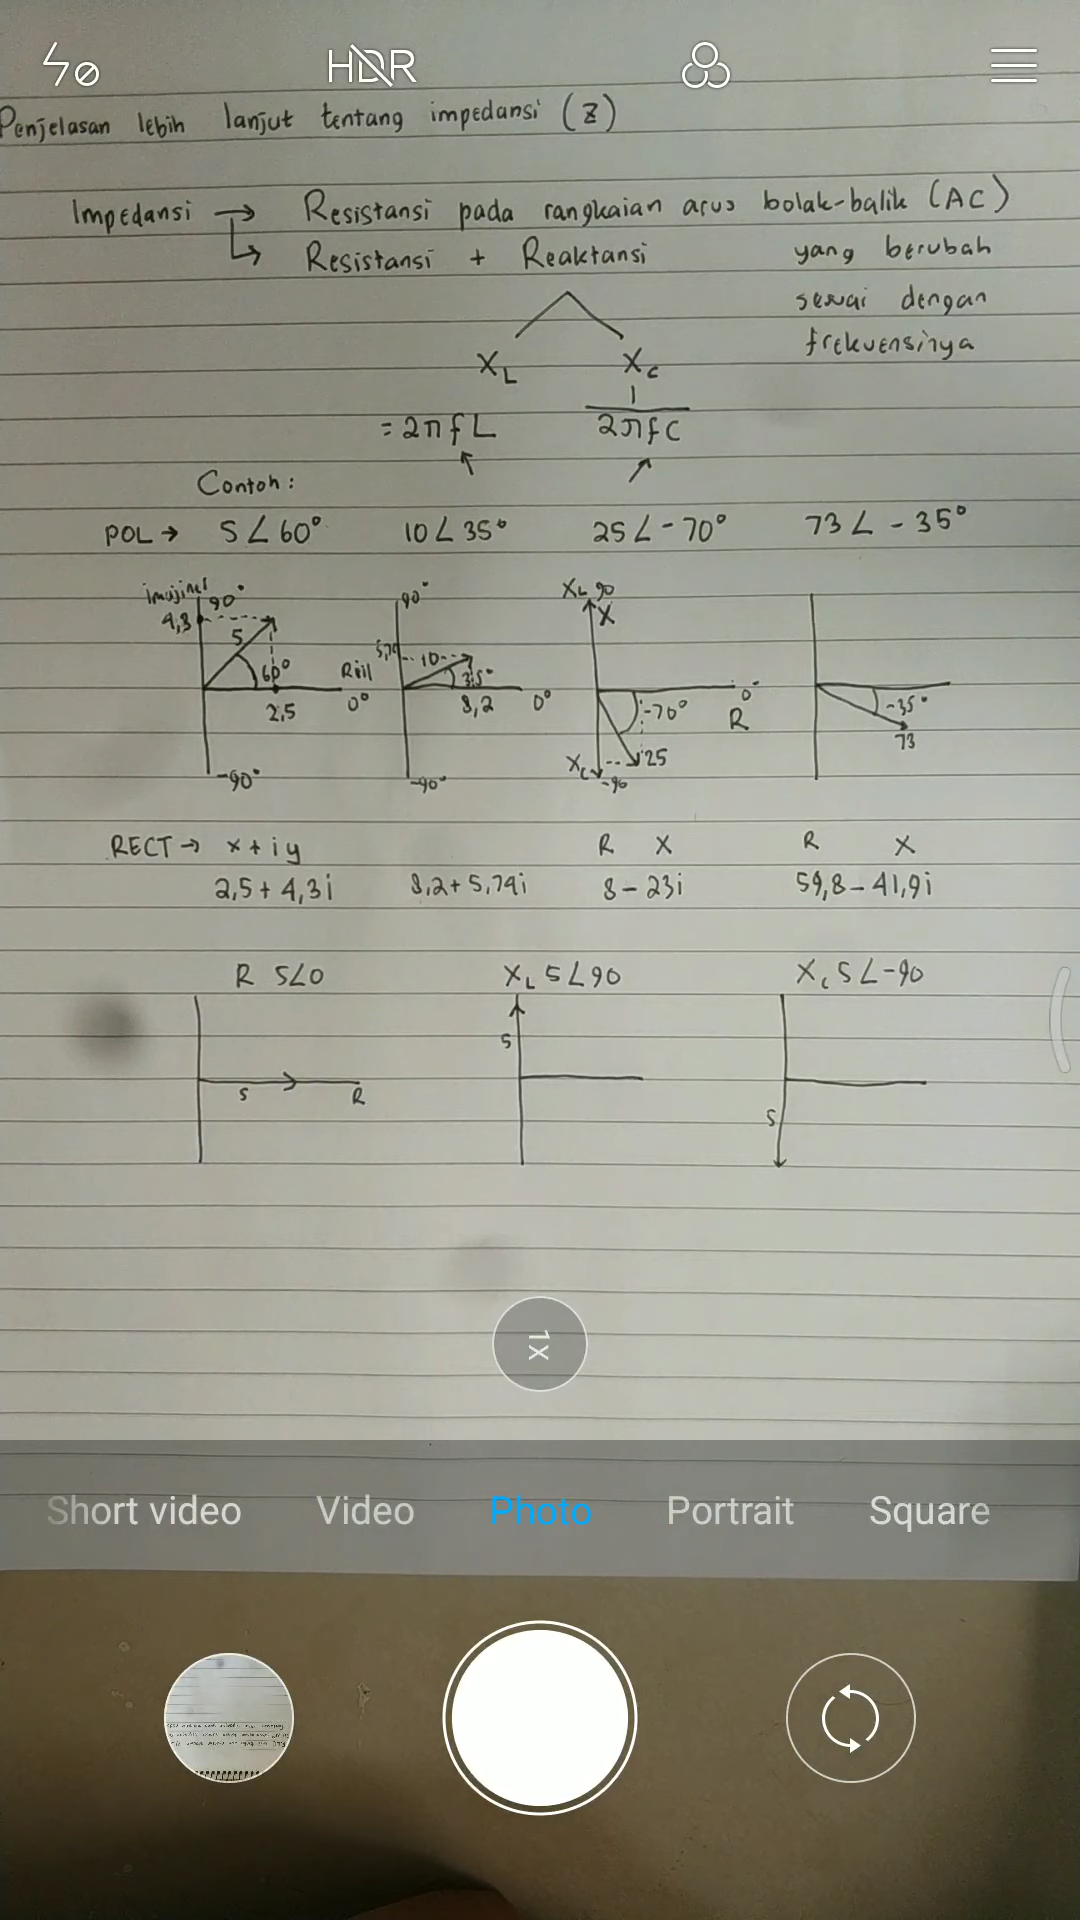 HDR
Penjelasan lebih lanjut tentang impedansi (Z)
Impedansi → Resistansi pada rangkaian arus bolak-balik (AC)
↳ Resistansi + Reaktansi yang berubah
sesuai dengan
frekuensinya
XL XC
= 2πfL 1/2πfC
Contoh:
POL → 5∠60° 10∠35° 25∠-70° 73∠-35°
imajiner 90° 90° XL 90
4,3 5 60° Riil 0° 2,5 -90°
10 35° 8,2 0° -90°
X -70° 0° R 25 XC -90
-35° 73
RECT → x + iy R X R X
2,5 + 4,3i 8,2 + 5,74i 8 - 23i 59,8 - 41,9i
R 5∠0 XL 5∠90 XC 5∠-90
5 R 5 5
1X
Short video Video Photo Portrait Square